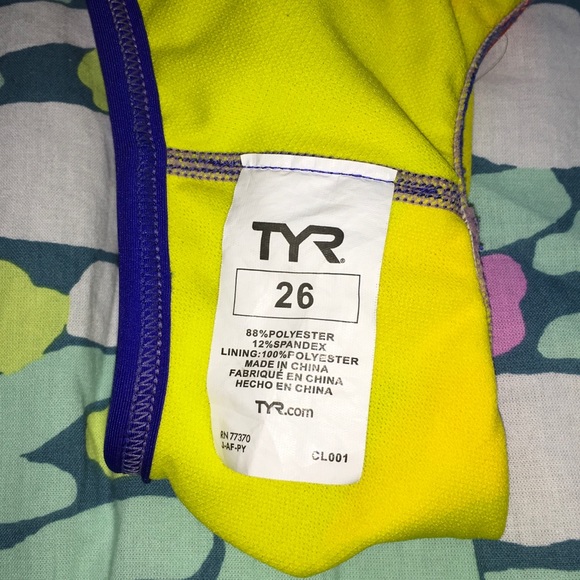 TYR
26
88%POLYESTER
12%SPANDEX
LINING:100%POLYESTER
MADE IN CHINA
FABRIQUÉ EN CHINA
HECHO EN CHINA
TYR.com
RN 77370
CL001